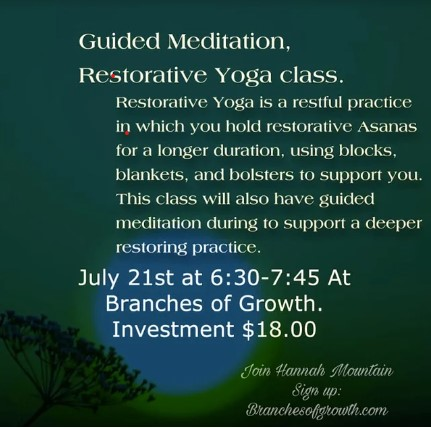 Guided Meditation,
Restorative Yoga class.
Restorative Yoga is a restful practice
in which you hold restorative Asanas
for a longer duration, using blocks,
blankets, and bolsters to support you.
This class will also have guided
meditation during to support a deeper
restoring practice.
July 21st at 6:30-7:45 At
Branches of Growth.
Investment $18.00
Join Hannah Mountain
Sign up:
Branchesofgrowth.com